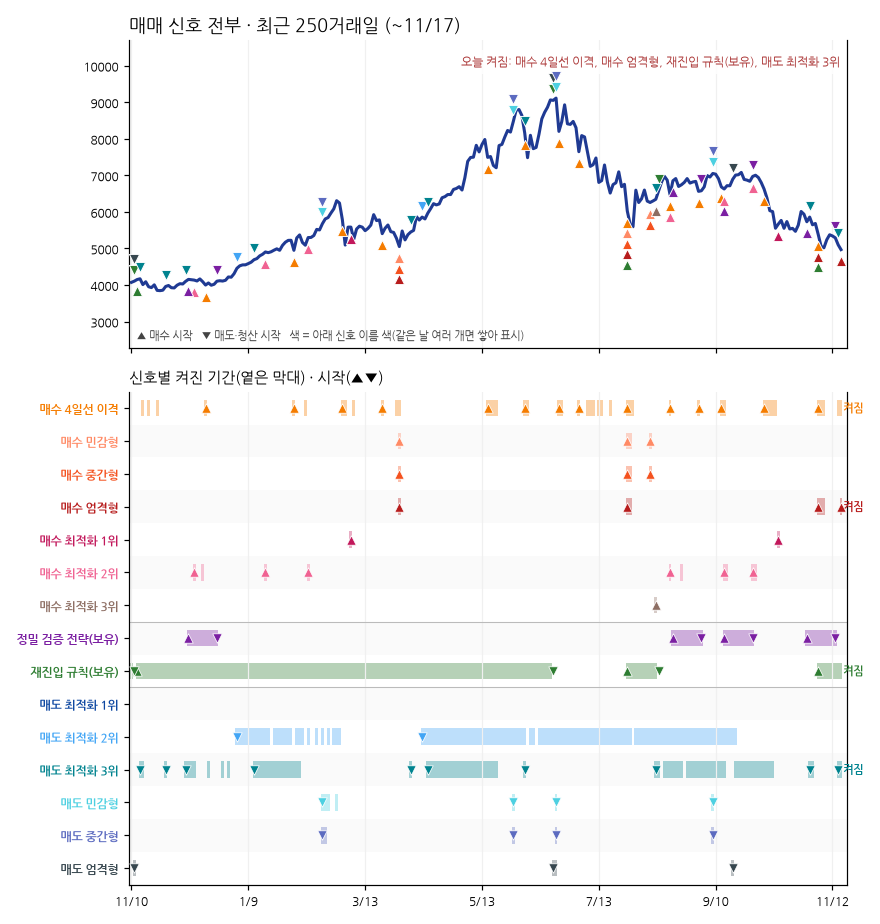 매매 신호 전부 · 최근 250거래일 (~11/17)
오늘 켜짐: 매수 4일선 이격, 매수 엄격형, 재진입 규칙(보유), 매도 최적화 3위
10000
9000
8000
7000
6000
5000
4000
3000
▲ 매수 시작 ▼ 매도·청산 시작 색 = 아래 신호 이름 색(같은 날 여러 개면 쌓아 표시)
신호별 켜진 기간(옅은 막대) · 시작(▲▼)
매수 4일선 이격 켜짐
매수 민감형
매수 중간형
매수 엄격형 켜짐
매수 최적화 1위
매수 최적화 2위
매수 최적화 3위
정밀 검증 전략(보유)
재진입 규칙(보유) 켜짐
매도 최적화 1위
매도 최적화 2위
매도 최적화 3위 켜짐
매도 민감형
매도 중간형
매도 엄격형
11/10 1/9 3/13 5/13 7/13 9/10 11/12